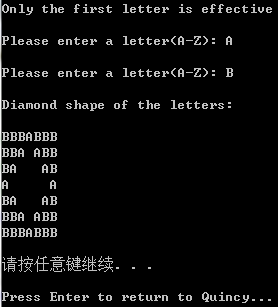 Only the first letter is effective
Please enter a letter(A-Z): A
Please enter a letter(A-Z): B
Diamond shape of the letters:
BBBABBB
BBA ABB
BA   AB
A     A
BA   AB
BBA ABB
BBBABBB
请按任意键继续. . .
Press Enter to return to Quincy...